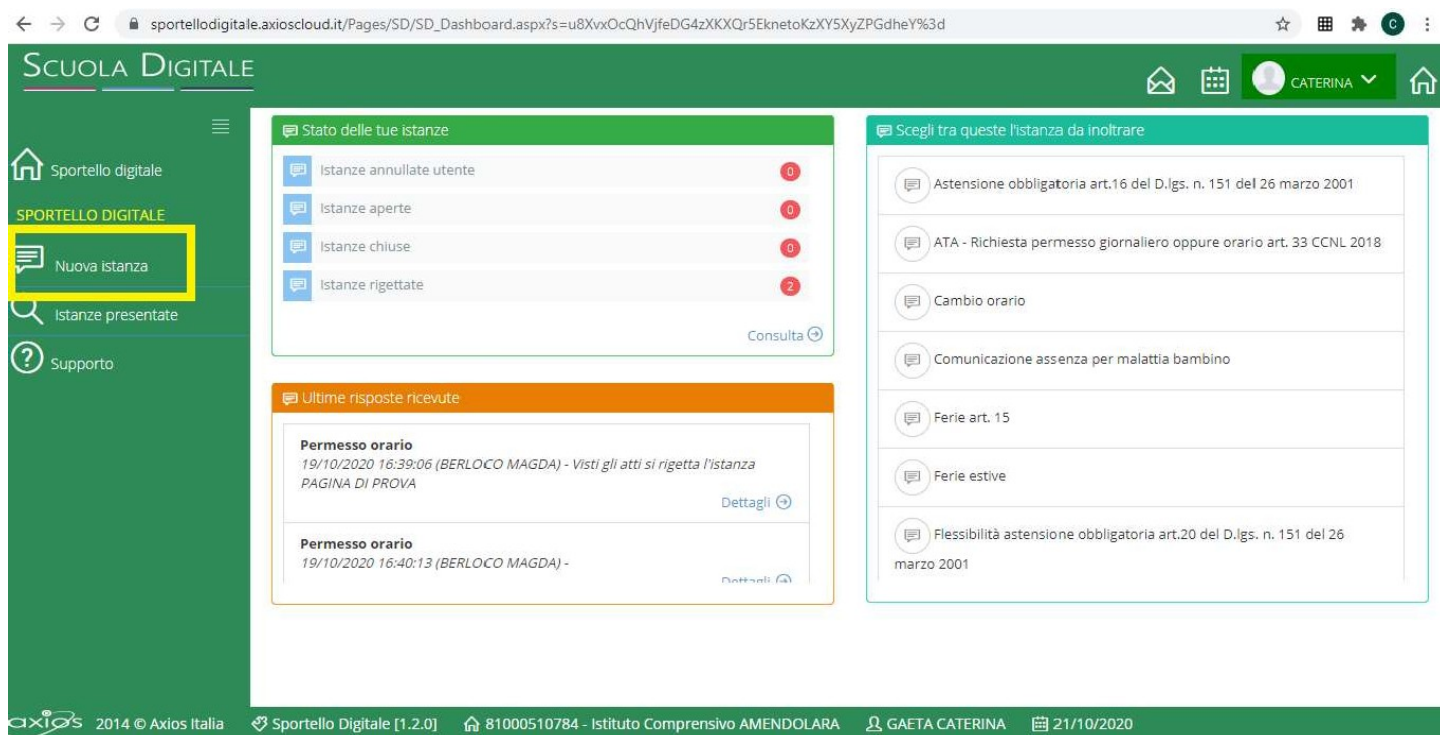 sportellodigitale.axioscloud.it/Pages/SD/SD_Dashboard.aspx?s=u8XvxOcQhVjfeDG4zXKXQr5EknetoKzXY5XyZPGdheY%3d
C
SCUOLA DIGITALE
CATERINA
Sportello digitale
SPORTELLO DIGITALE
Nuova istanza
Istanze presentate
Supporto
Stato delle tue istanze
Istanze annullate utente 0
Istanze aperte 0
Istanze chiuse 0
Istanze rigettate 2
Consulta
Ultime risposte ricevute
Permesso orario
19/10/2020 16:39:06 (BERLOCO MAGDA) - Visti gli atti si rigetta l'istanza
PAGINA DI PROVA
Dettagli
Permesso orario
19/10/2020 16:40:13 (BERLOCO MAGDA) -
Dettagli
Scegli tra queste l'istanza da inoltrare
Astensione obbligatoria art.16 del D.lgs. n. 151 del 26 marzo 2001
ATA - Richiesta permesso giornaliero oppure orario art. 33 CCNL 2018
Cambio orario
Comunicazione assenza per malattia bambino
Ferie art. 15
Ferie estive
Flessibilità astensione obbligatoria art.20 del D.lgs. n. 151 del 26
marzo 2001
axios 2014 © Axios Italia Sportello Digitale [1.2.0] 81000510784 - Istituto Comprensivo AMENDOLARA GAETA CATERINA 21/10/2020